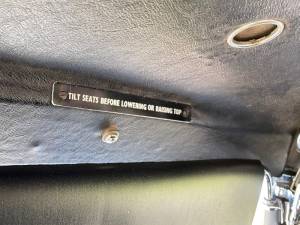 TILT SEATS BEFORE LOWERING OR RAISING TOP